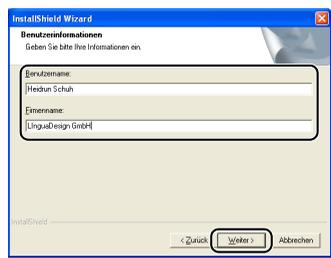 InstallShield Wizard
Benutzerinformationen
Geben Sie bitte Ihre Informationen ein.
Benutzername:
Heidrun Schuh
Firmenname:
LInguaDesign GmbH
InstallShield
< Zurück Weiter > Abbrechen